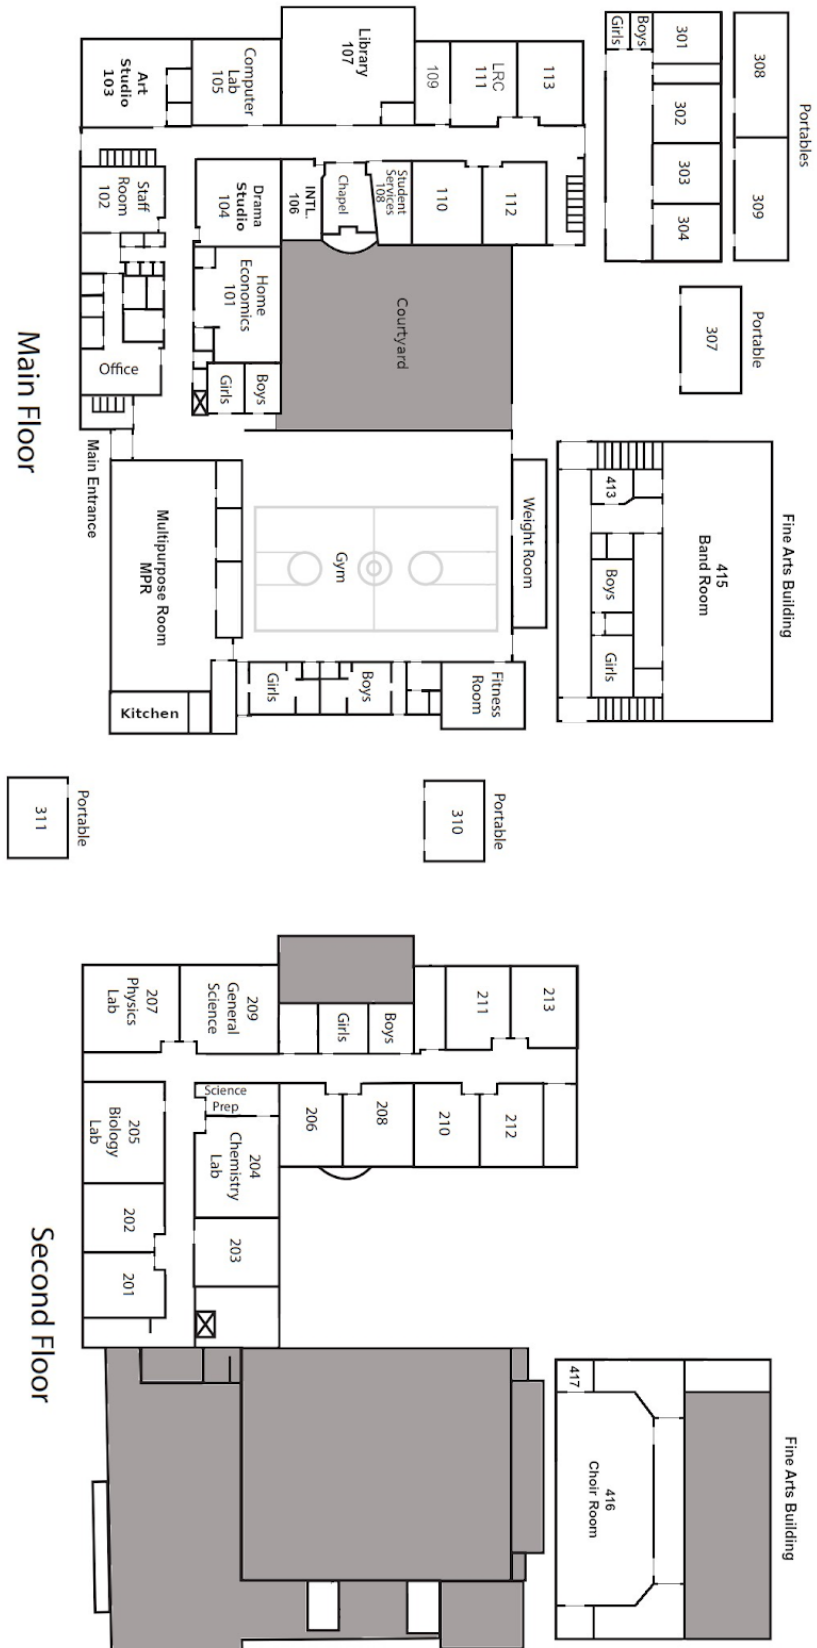 Main Floor
Art
Studio
103
Computer
Lab
105
Library
107
109
LRC
111
113
Staff
Room
102
Drama
Studio
104
INTL.
106
Chapel
Student
Services
108
110
112
Home
Economics
101
Courtyard
Office
Girls
Boys
Main Entrance
Multipurpose Room
MPR
Gym
Weight Room
Kitchen
Girls
Boys
Fitness
Room
Girls
Boys
301
302
303
304
Portables
308
309
Portable
307
Fine Arts Building
413
415
Band Room
Boys
Girls
Portable
311
Portable
310
Second Floor
207
Physics
Lab
209
General
Science
Girls
Boys
211
213
205
Biology
Lab
Science
Prep
204
Chemistry
Lab
206
208
210
212
202
203
201
Fine Arts Building
417
416
Choir Room